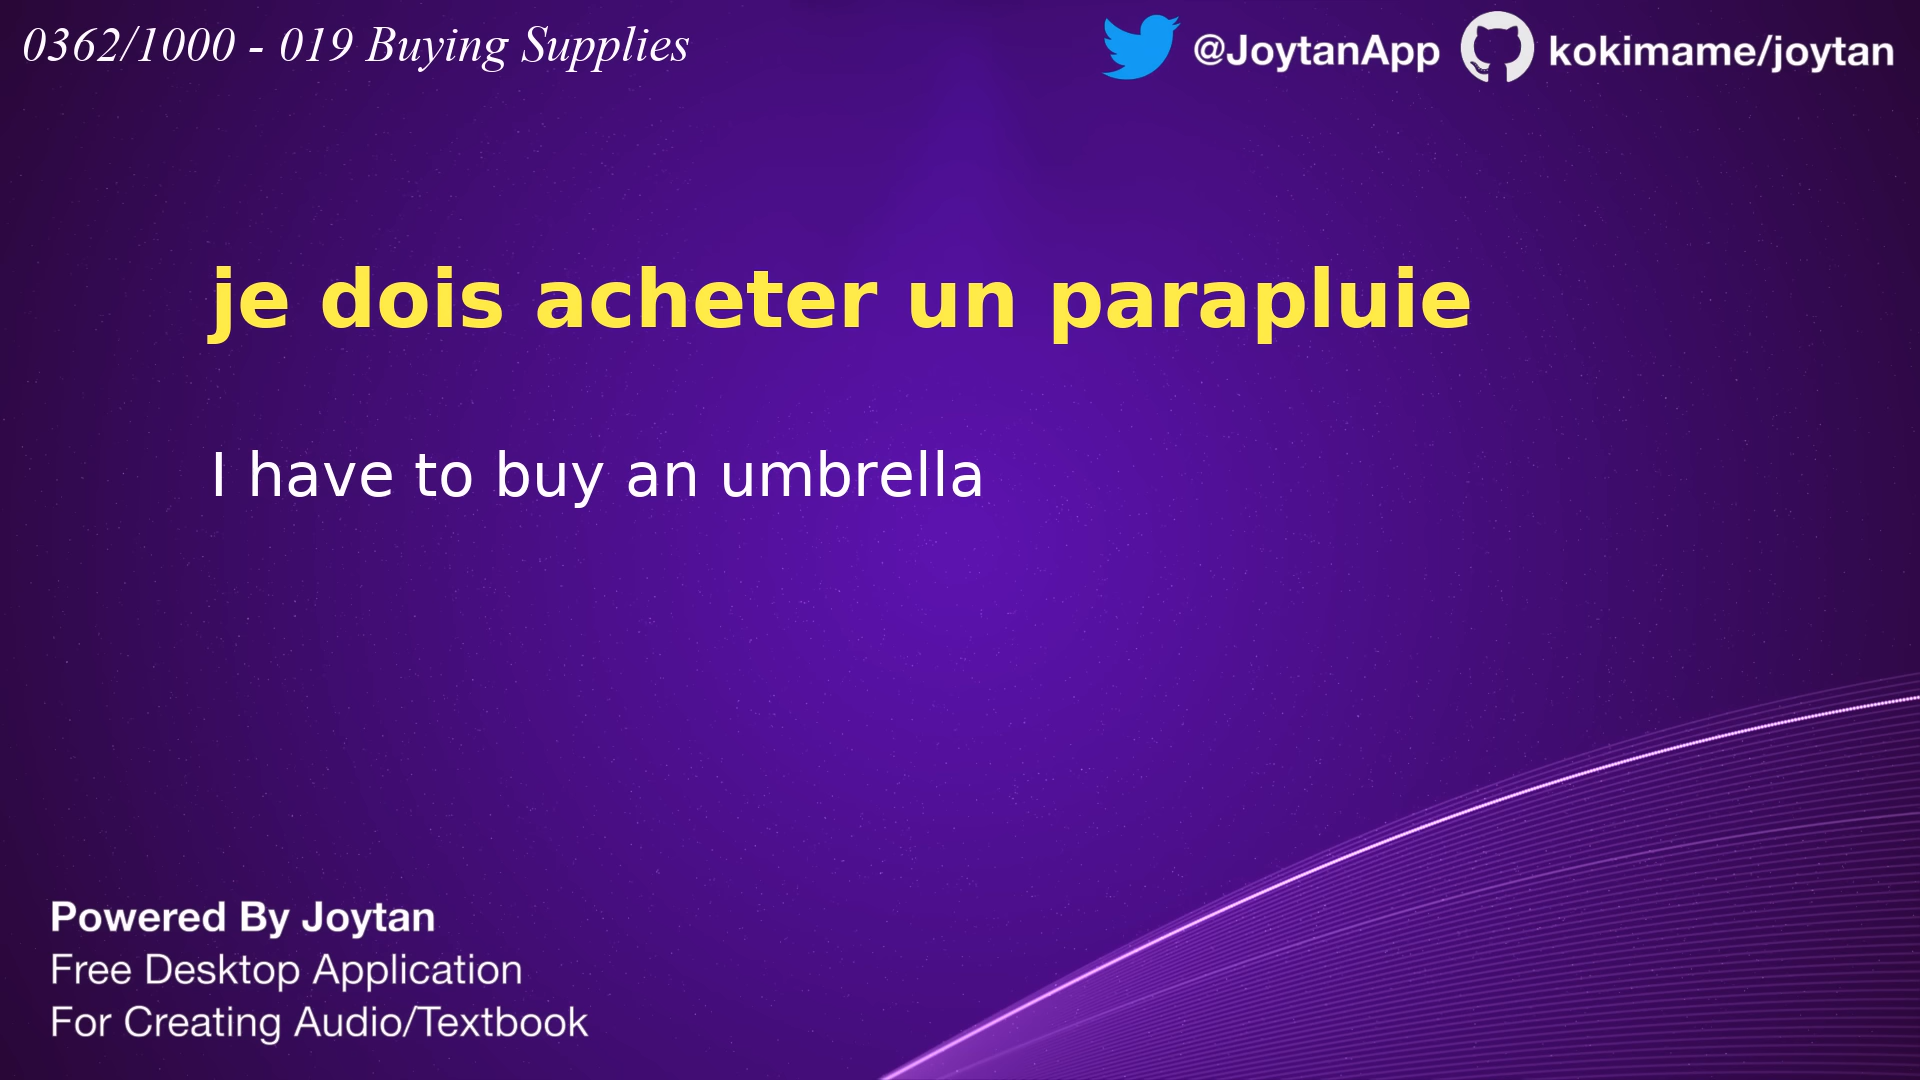 0362/1000 - 019 Buying Supplies
@JoytanApp
kokimame/joytan
je dois acheter un parapluie
I have to buy an umbrella
Powered By Joytan
Free Desktop Application
For Creating Audio/Textbook